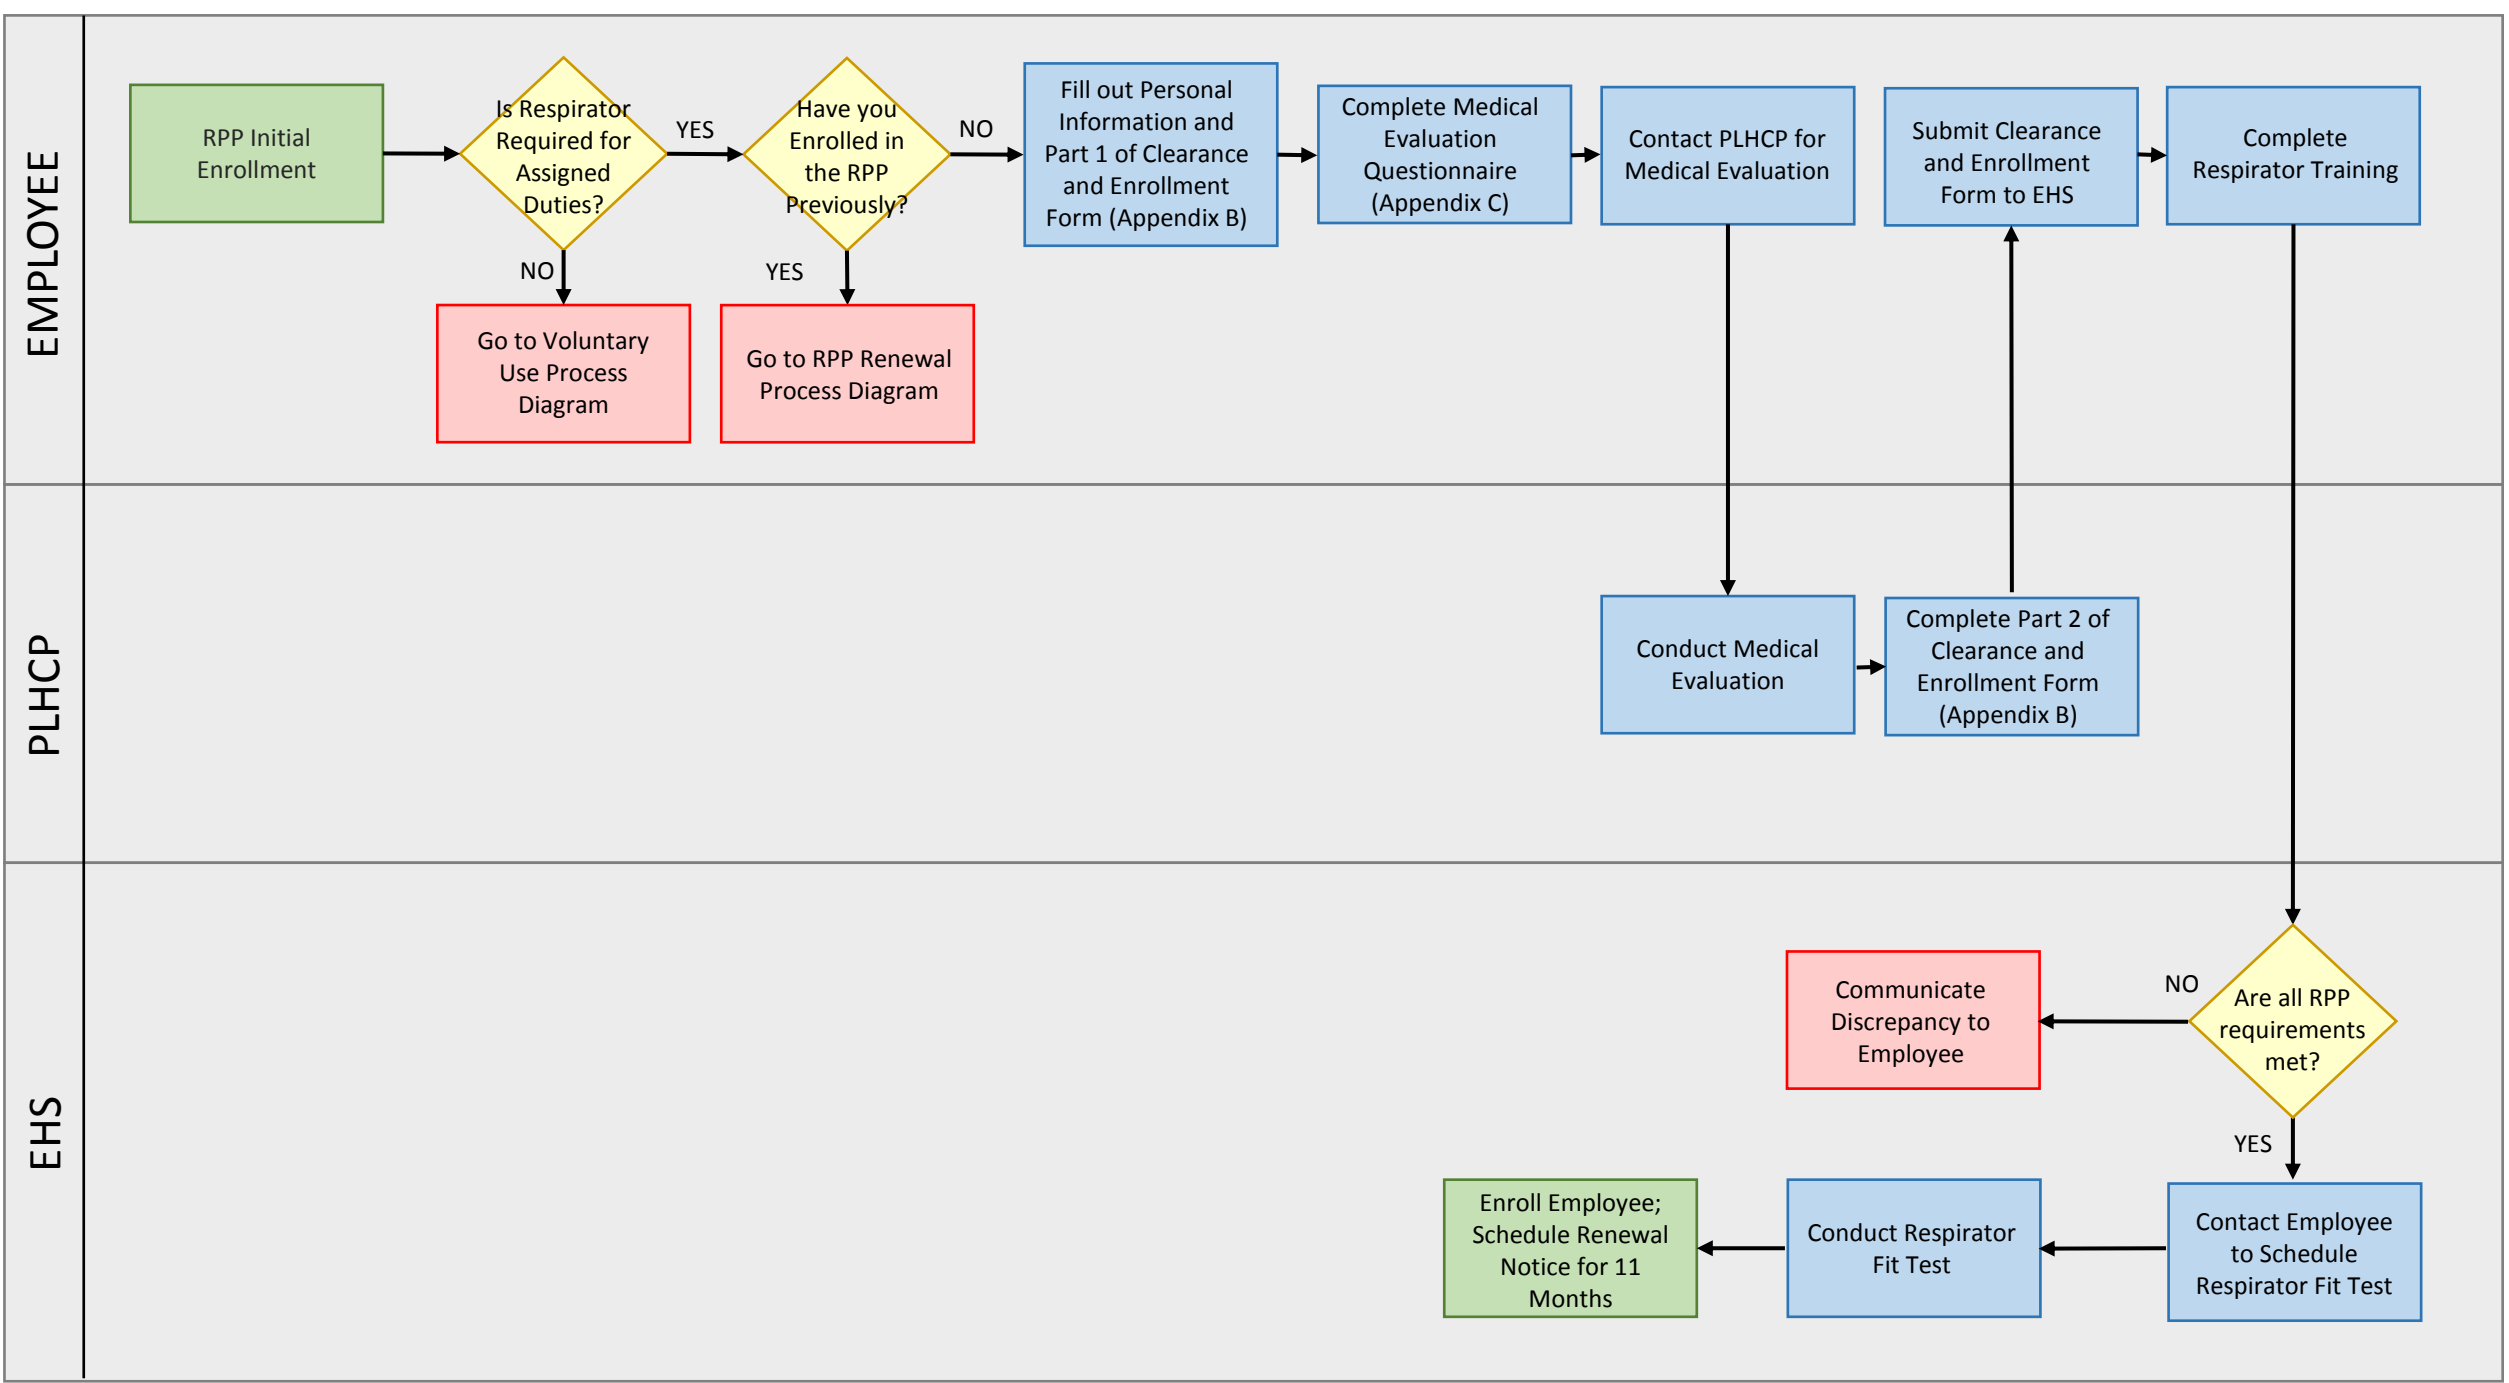 EMPLOYEE
RPP Initial
Enrollment
Is Respirator
Required for
Assigned
Duties?
YES
NO
Go to Voluntary
Use Process
Diagram
Have you
Enrolled in
the RPP
Previously?
NO
YES
Go to RPP Renewal
Process Diagram
Fill out Personal
Information and
Part 1 of Clearance
and Enrollment
Form (Appendix B)
Complete Medical
Evaluation
Questionnaire
(Appendix C)
Contact PLHCP for
Medical Evaluation
Submit Clearance
and Enrollment
Form to EHS
Complete
Respirator Training
PLHCP
Conduct Medical
Evaluation
Complete Part 2 of
Clearance and
Enrollment Form
(Appendix B)
EHS
Are all RPP
requirements
met?
NO
Communicate
Discrepancy to
Employee
YES
Contact Employee
to Schedule
Respirator Fit Test
Conduct Respirator
Fit Test
Enroll Employee;
Schedule Renewal
Notice for 11
Months